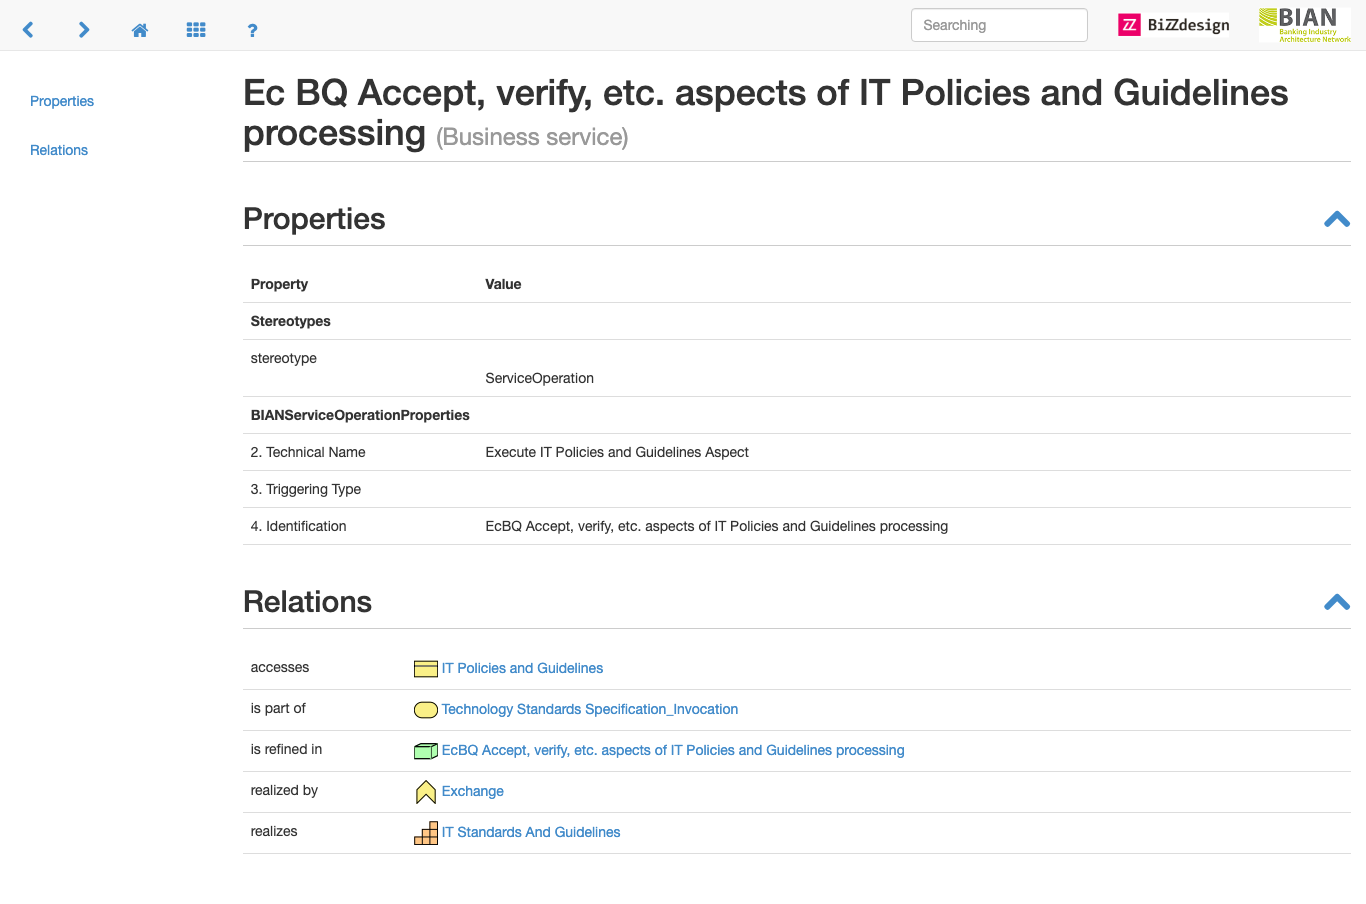 ?
Searching
BiZZdesign
BIAN
Banking Industry
Architecture Network
Properties
Relations
Ec BQ Accept, verify, etc. aspects of IT Policies and Guidelines
processing (Business service)
Properties
Property Value
Stereotypes
stereotype
ServiceOperation
BIANServiceOperationProperties
2. Technical Name Execute IT Policies and Guidelines Aspect
3. Triggering Type
4. Identification EcBQ Accept, verify, etc. aspects of IT Policies and Guidelines processing
Relations
accesses IT Policies and Guidelines
is part of Technology Standards Specification_Invocation
is refined in EcBQ Accept, verify, etc. aspects of IT Policies and Guidelines processing
realized by Exchange
realizes IT Standards And Guidelines